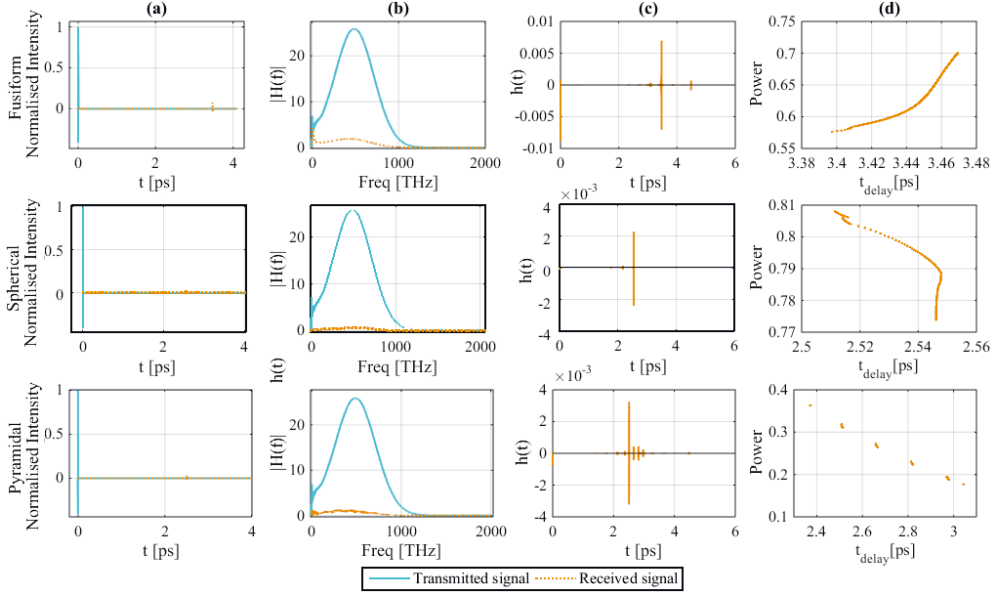 (a) (b) (c) (d)
Fusiform
Normalised Intensity
1
0.5
0
0 2 4
t [ps]
|H(f)|
20
10
0
0 1000 2000
Freq [THz]
h(t)
0.01
0.005
0
-0.005
-0.01
0 2 4 6
t [ps]
Power
0.75
0.7
0.65
0.6
0.55
3.38 3.4 3.42 3.44 3.46 3.48
t_delay[ps]
Spherical
Normalised Intensity
1
0.5
0
0 1 2 3 4
t [ps]
|H(f)|
20
10
0
0 1000 2000
Freq [THz]
h(t)
×10⁻³
4
2
0
-2
-4
0 2 4 6
t [ps]
Power
0.81
0.8
0.79
0.78
0.77
2.5 2.52 2.54 2.56
t_delay[ps]
h(t)
Pyramidal
Normalised Intensity
1
0.5
0
0 1 2 3 4
t [ps]
|H(f)|
20
10
0
0 1000 2000
Freq [THz]
h(t)
×10⁻³
4
2
0
-2
-4
0 2 4 6
t [ps]
Power
0.4
0.3
0.2
0.1
2.4 2.6 2.8 3
t_delay[ps]
Transmitted signal Received signal